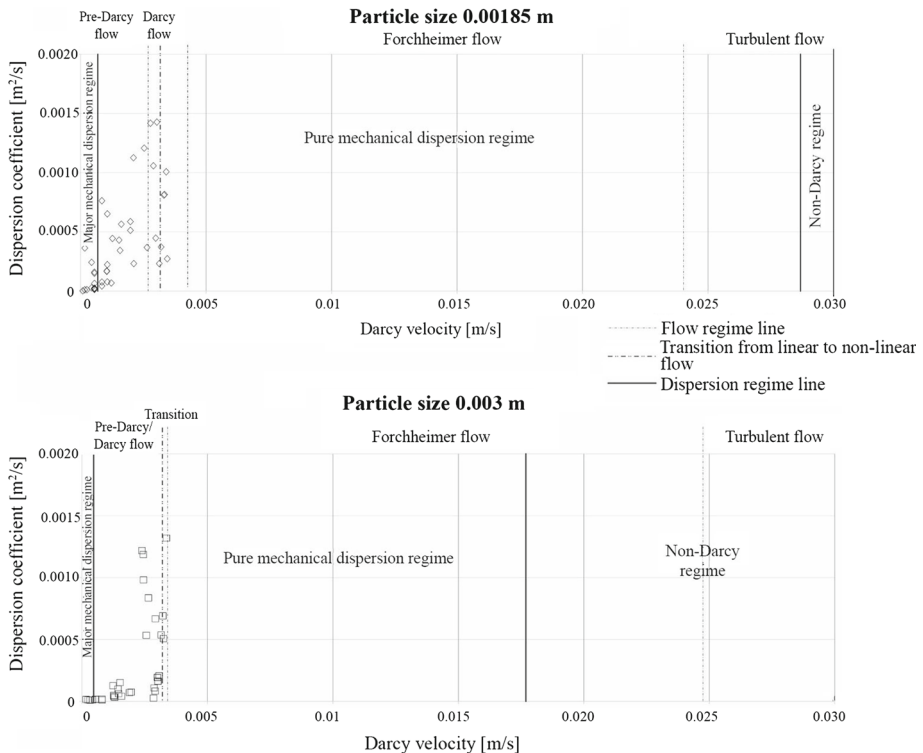 Particle size 0.00185 m
Pre-Darcy
flow
Darcy
flow
Forchheimer flow
Turbulent flow
Dispersion coefficient [m²/s]
0.0020
0.0015
0.0010
0.0005
0
Major mechanical dispersion regime
Pure mechanical dispersion regime
Non-Darcy regime
0 0.005 0.01 0.015 0.020 0.025 0.030
Darcy velocity [m/s]
Flow regime line
Transition from linear to non-linear
flow
Dispersion regime line
Particle size 0.003 m
Pre-Darcy/
Darcy flow
Transition
Forchheimer flow
Turbulent flow
Dispersion coefficient [m²/s]
0.0020
0.0015
0.0010
0.0005
0
Major mechanical dispersion regime
Pure mechanical dispersion regime
Non-Darcy
regime
0 0.005 0.01 0.015 0.020 0.025 0.030
Darcy velocity [m/s]